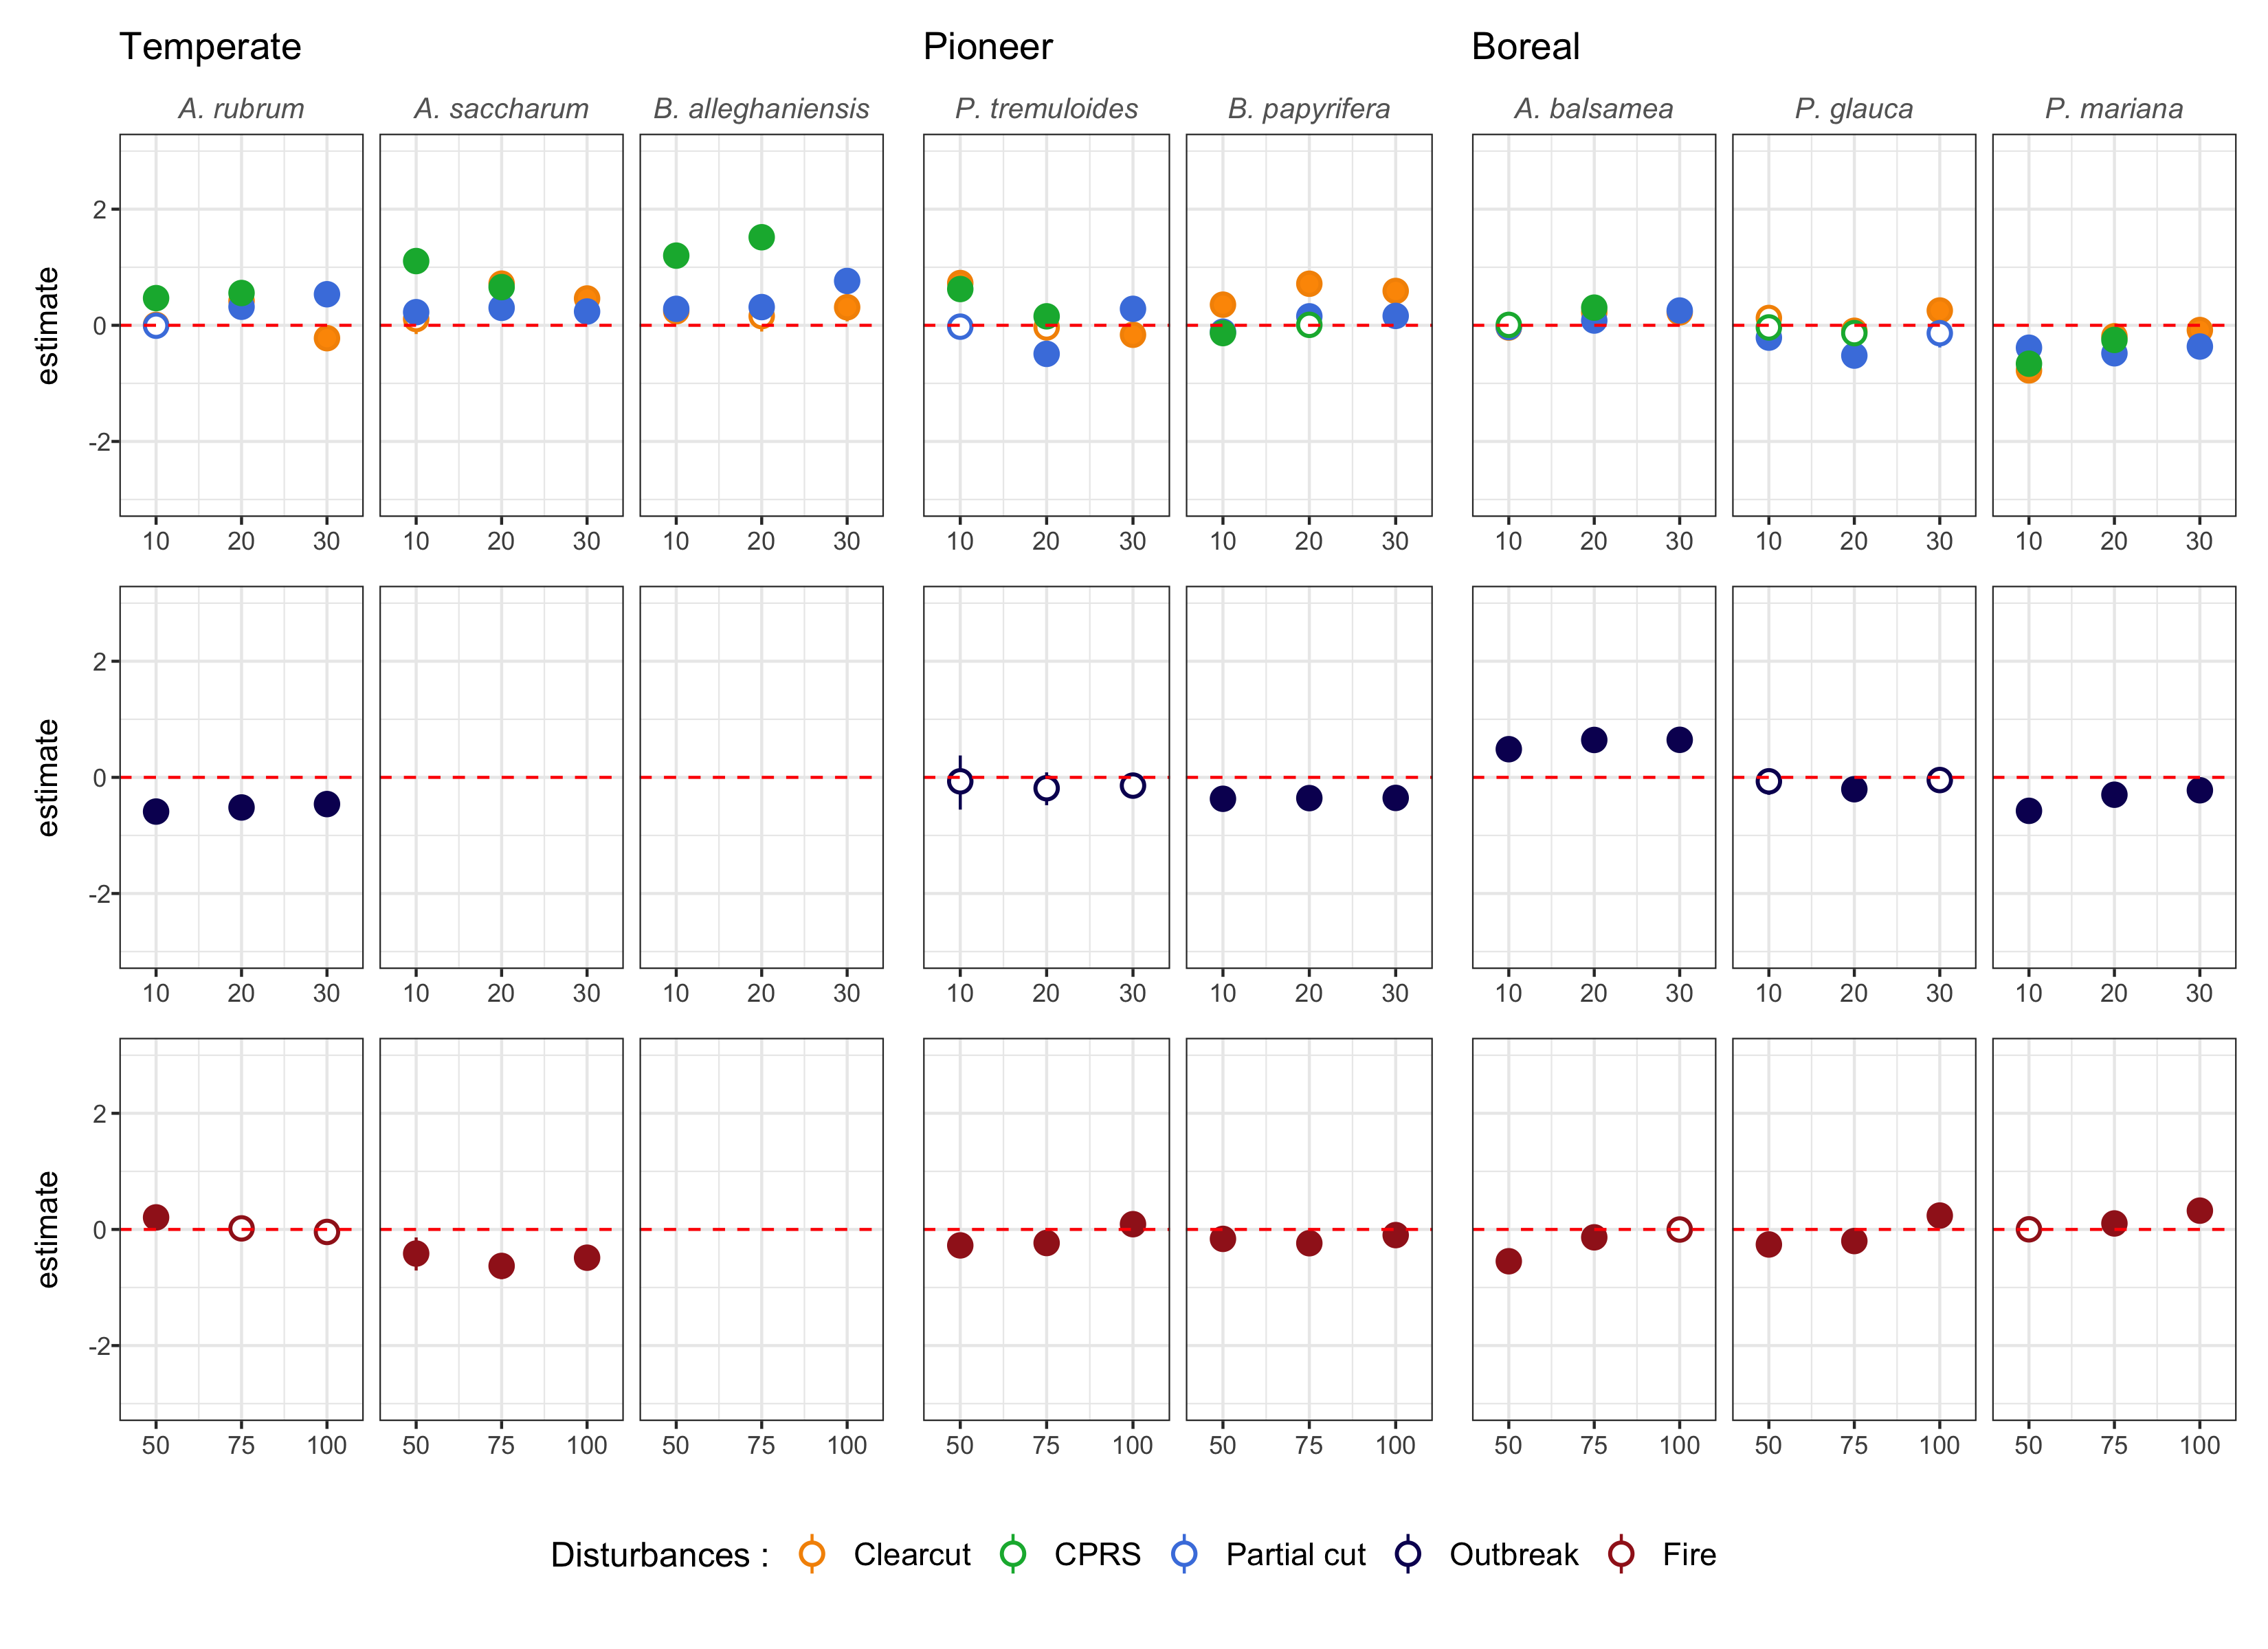 Temperate Pioneer Boreal
A. rubrum A. saccharum B. alleghaniensis P. tremuloides B. papyrifera A. balsamea P. glauca P. mariana
2
estimate
0
-2
10 20 30 10 20 30 10 20 30 10 20 30 10 20 30 10 20 30 10 20 30 10 20 30
2
estimate
0
-2
10 20 30 10 20 30 10 20 30 10 20 30 10 20 30 10 20 30 10 20 30 10 20 30
2
estimate
0
-2
50 75 100 50 75 100 50 75 100 50 75 100 50 75 100 50 75 100 50 75 100 50 75 100
Disturbances : Clearcut CPRS Partial cut Outbreak Fire